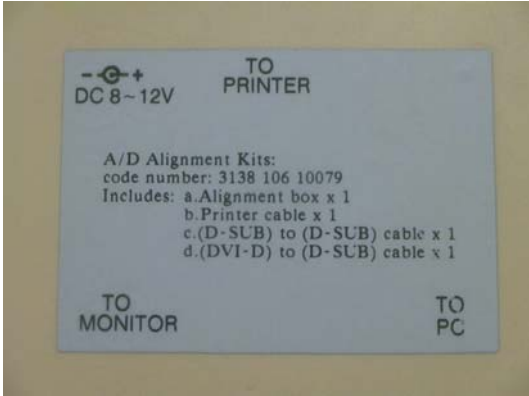 - + TO
DC 8~12V PRINTER
A/D Alignment Kits:
code number: 3138 106 10079
Includes: a.Alignment box x 1
b.Printer cable x 1
c.(D-SUB) to (D-SUB) cable x 1
d.(DVI-D) to (D-SUB) cable x 1
TO
MONITOR
TO
PC